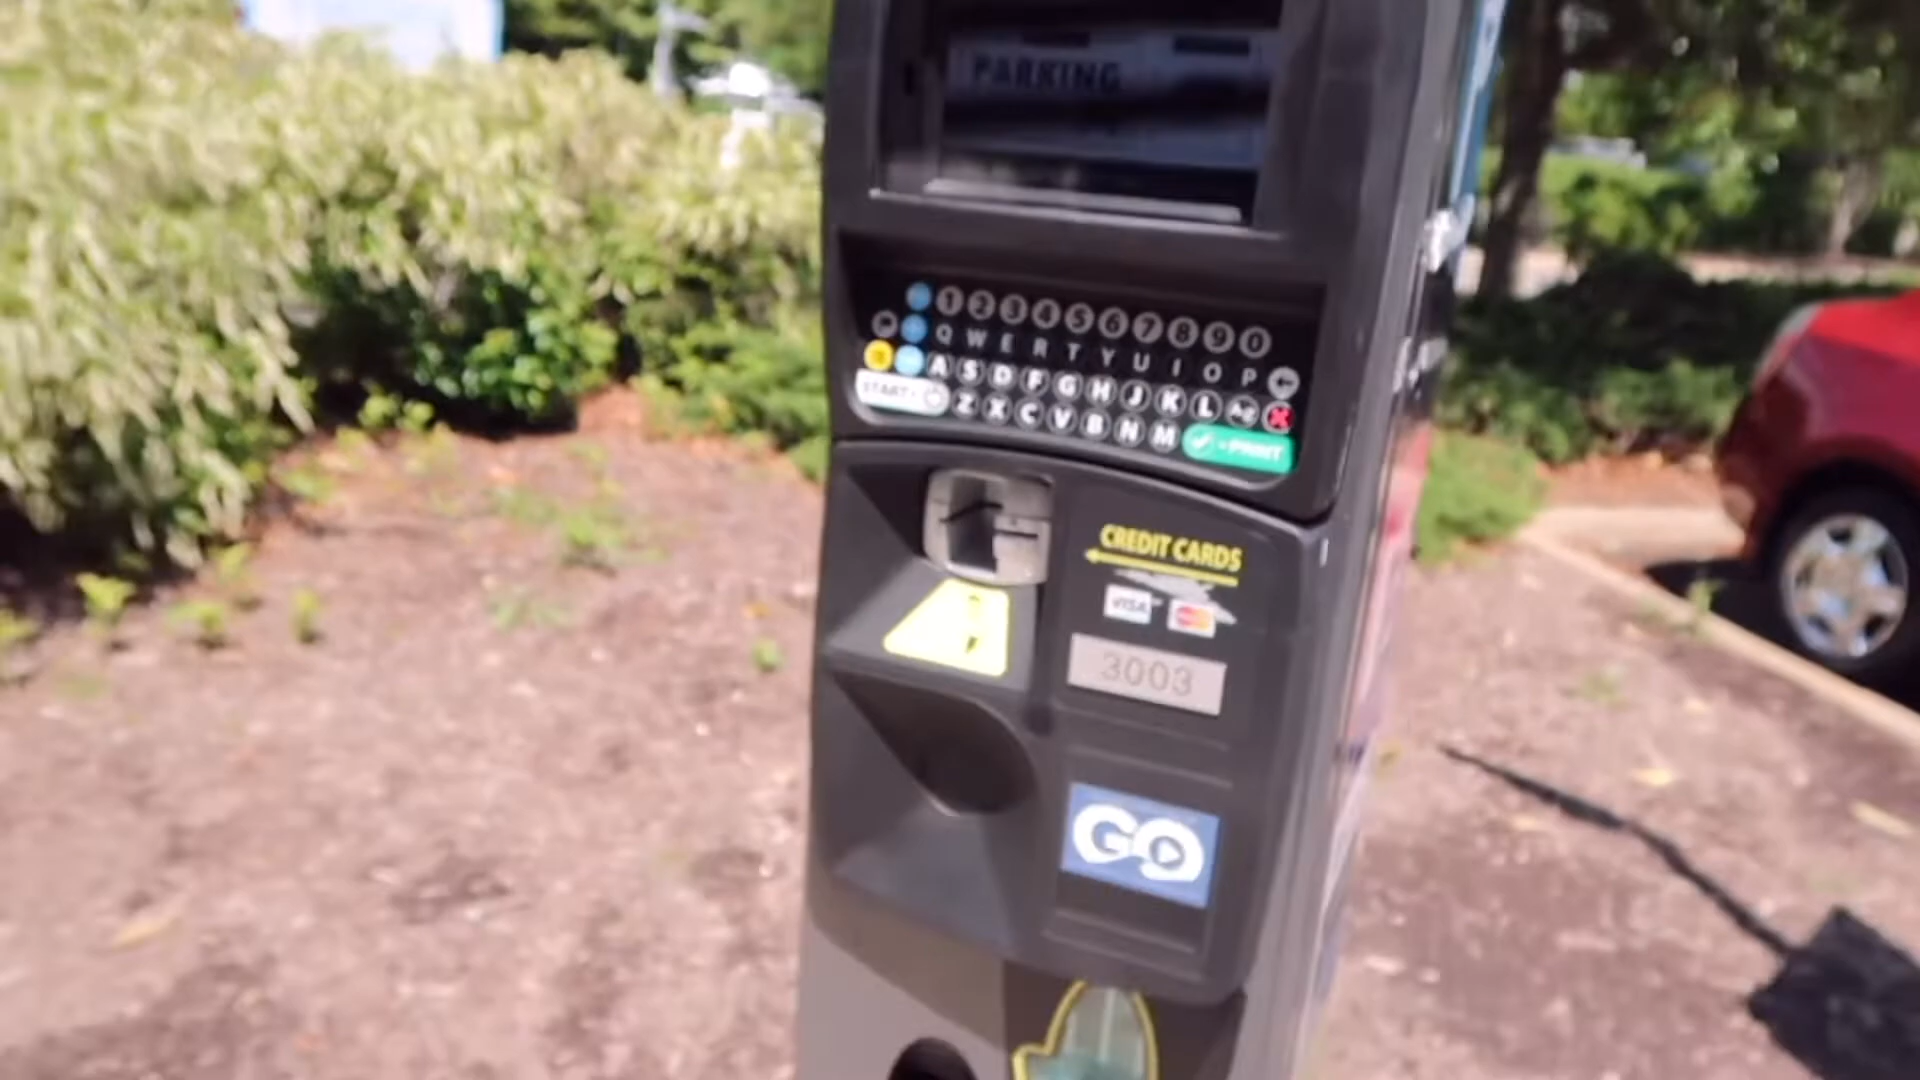 PARKING
1 2 3 4 5 6 7 8 9 0
Q W E R T Y U I O P
A S D F G H J K L
START
Z X C V B N M
PRINT
CREDIT CARDS
VISA
3003
GO